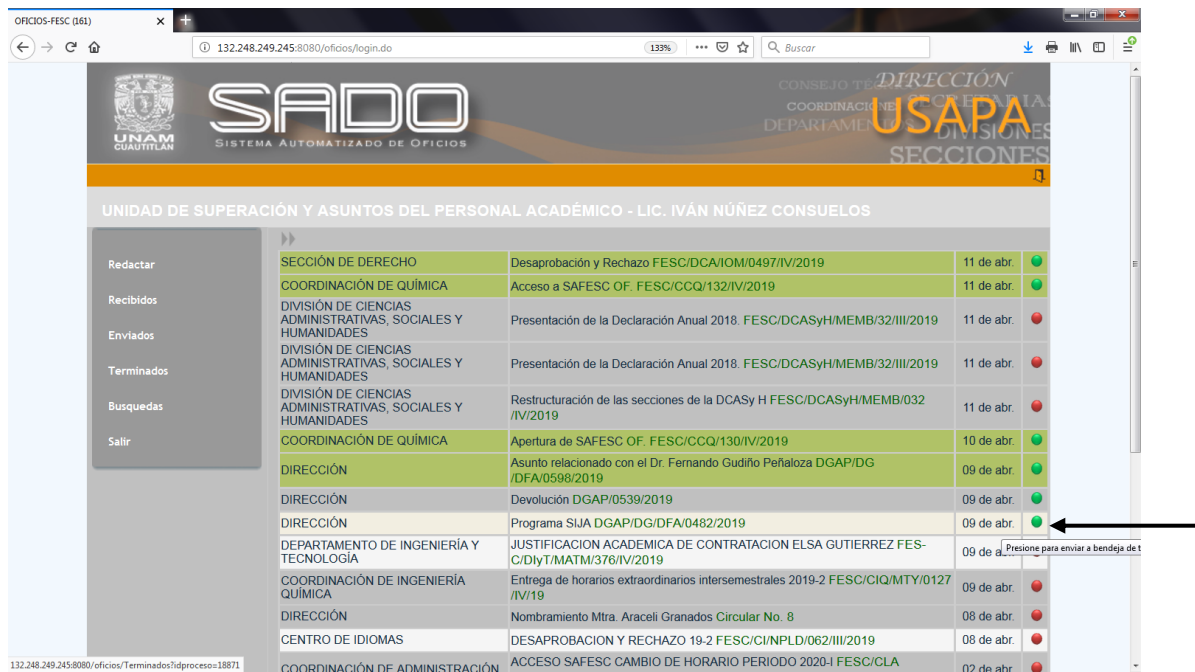 OFICIOS-FESC (161)
132.248.249.245:8080/oficios/login.do
133%
Buscar
UNAM
CUAUTITLÁN
SADO
SISTEMA AUTOMATIZADO DE OFICIOS
CONSEJO TÉ
DIRECCIÓN
COORDINACIONES
SECRETARIAS
DEPARTAMENTOS
USAPA
DIVISIONES
SECCIONES
UNIDAD DE SUPERACIÓN Y ASUNTOS DEL PERSONAL ACADÉMICO - LIC. IVÁN NÚÑEZ CONSUELOS
Redactar
Recibidos
Enviados
Terminados
Busquedas
Salir
SECCIÓN DE DERECHO Desaprobación y Rechazo FESC/DCA/IOM/0497/IV/2019 11 de abr.
COORDINACIÓN DE QUÍMICA Acceso a SAFESC OF. FESC/CCQ/132/IV/2019 11 de abr.
DIVISIÓN DE CIENCIAS
ADMINISTRATIVAS, SOCIALES Y
HUMANIDADES
Presentación de la Declaración Anual 2018. FESC/DCASyH/MEMB/32/III/2019 11 de abr.
DIVISIÓN DE CIENCIAS
ADMINISTRATIVAS, SOCIALES Y
HUMANIDADES
Presentación de la Declaración Anual 2018. FESC/DCASyH/MEMB/32/III/2019 11 de abr.
DIVISIÓN DE CIENCIAS
ADMINISTRATIVAS, SOCIALES Y
HUMANIDADES
Restructuración de las secciones de la DCASy H FESC/DCASyH/MEMB/032
/IV/2019
11 de abr.
COORDINACIÓN DE QUÍMICA Apertura de SAFESC OF. FESC/CCQ/130/IV/2019 10 de abr.
DIRECCIÓN
Asunto relacionado con el Dr. Fernando Gudiño Peñaloza DGAP/DG
/DFA/0598/2019
09 de abr.
DIRECCIÓN Devolución DGAP/0539/2019 09 de abr.
DIRECCIÓN Programa SIJA DGAP/DG/DFA/0482/2019 09 de abr.
DEPARTAMENTO DE INGENIERÍA Y
TECNOLOGÍA
JUSTIFICACION ACADEMICA DE CONTRATACION ELSA GUTIERREZ FES-
C/DIyT/MATM/376/IV/2019
09 de a
Presione para enviar a bendeja de t
COORDINACIÓN DE INGENIERÍA
QUÍMICA
Entrega de horarios extraordinarios intersemestrales 2019-2 FESC/CIQ/MTY/0127
/IV/19
09 de abr.
DIRECCIÓN Nombramiento Mtra. Araceli Granados Circular No. 8 08 de abr.
CENTRO DE IDIOMAS DESAPROBACION Y RECHAZO 19-2 FESC/CI/NPLD/062/III/2019 08 de abr.
COORDINACIÓN DE ADMINISTRACIÓN
ACCESO SAFESC CAMBIO DE HORARIO PERIODO 2020-I FESC/CLA
02 de abr.
132.248.249.245:8080/oficios/Terminados?idproceso=18871